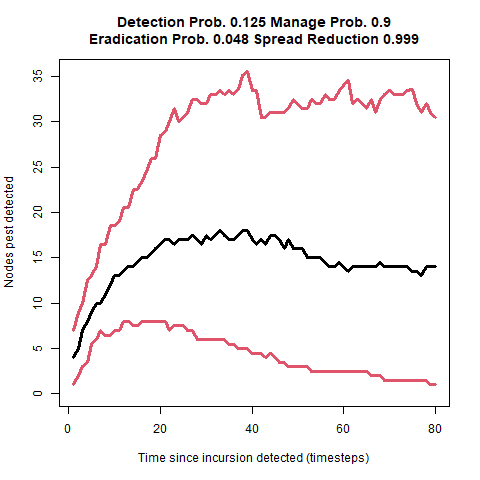 Detection Prob. 0.125 Manage Prob. 0.9
Eradication Prob. 0.048 Spread Reduction 0.999
Nodes pest detected
35
30
25
20
15
10
5
0
0 20 40 60 80
Time since incursion detected (timesteps)